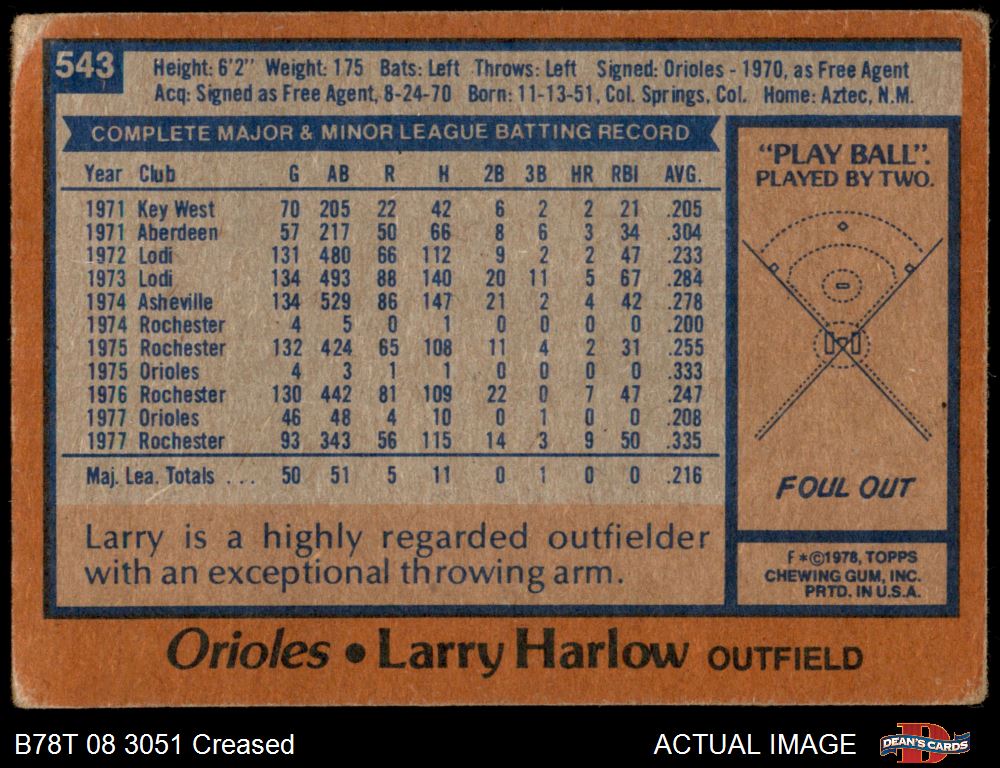 543
Height: 6'2" Weight: 175 Bats: Left Throws: Left Signed: Orioles - 1970, as Free Agent
Acq: Signed as Free Agent, 8-24-70 Born: 11-13-51, Col. Springs, Col. Home: Aztec, N.M.
COMPLETE MAJOR & MINOR LEAGUE BATTING RECORD
Year Club G AB R H 2B 3B HR RBI AVG.
1971 Key West 70 205 22 42 6 2 2 21 .205
1971 Aberdeen 57 217 50 66 8 6 3 34 .304
1972 Lodi 131 480 66 112 9 2 2 47 .233
1973 Lodi 134 493 88 140 20 11 5 67 .284
1974 Asheville 134 529 86 147 21 2 4 42 .278
1974 Rochester 4 5 0 1 0 0 0 0 .200
1975 Rochester 132 424 65 108 11 4 2 31 .255
1975 Orioles 4 3 1 1 0 0 0 0 .333
1976 Rochester 130 442 81 109 22 0 7 47 .247
1977 Orioles 46 48 4 10 0 1 0 0 .208
1977 Rochester 93 343 56 115 14 3 9 50 .335
Maj. Lea. Totals . . . 50 51 5 11 0 1 0 0 .216
Larry is a highly regarded outfielder
with an exceptional throwing arm.
"PLAY BALL".
PLAYED BY TWO.
FOUL OUT
F *©1978, TOPPS
CHEWING GUM, INC.
PRTD. IN U.S.A.
Orioles • Larry Harlow OUTFIELD
B78T 08 3051 Creased
ACTUAL IMAGE
DEAN'S CARDS